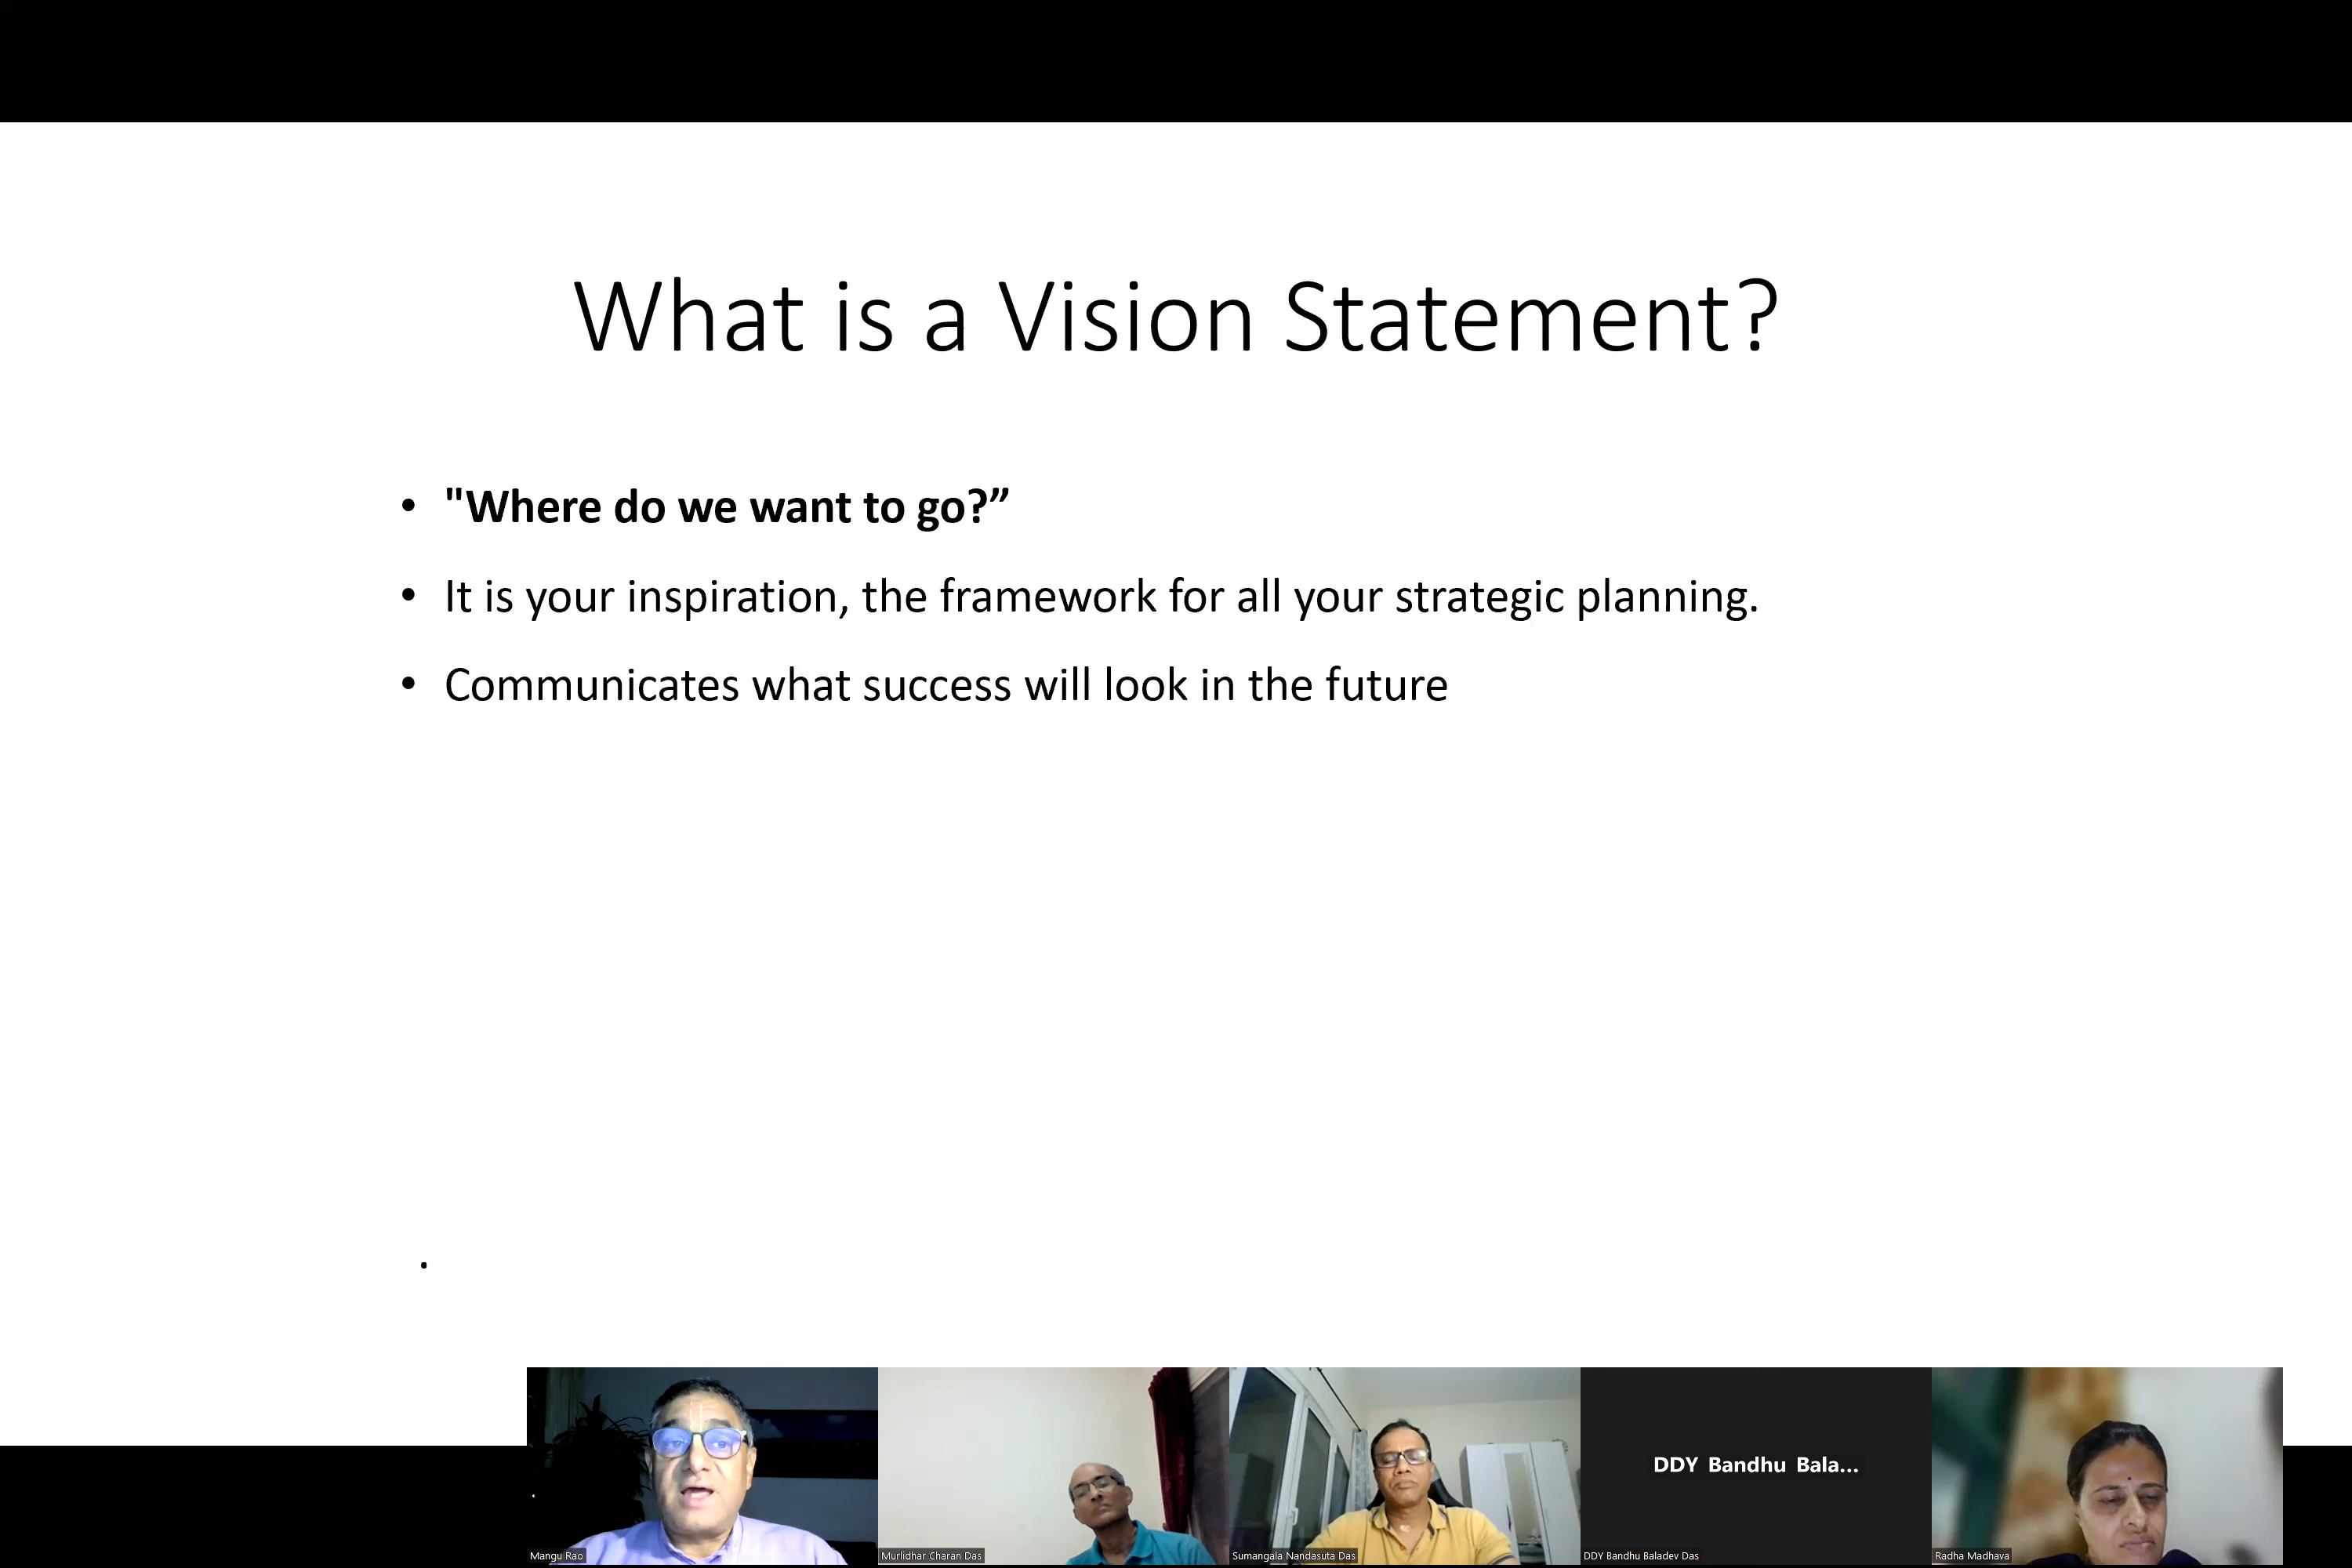 What is a Vision Statement?
• "Where do we want to go?”
• It is your inspiration, the framework for all your strategic planning.
• Communicates what success will look in the future
.
DDY Bandhu Bala...
Mangu Rao
Murlidhar Charan Das
Sumangala Nandasuta Das
DDY Bandhu Baladev Das
Radha Madhava